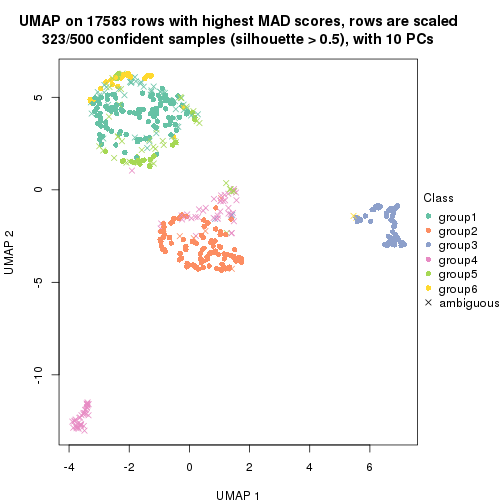 UMAP on 17583 rows with highest MAD scores, rows are scaled
323/500 confident samples (silhouette > 0.5), with 10 PCs
5
0
-5
-10
UMAP 2
-4
-2
0
2
4
6
UMAP 1
Class
group1
group2
group3
group4
group5
group6
ambiguous